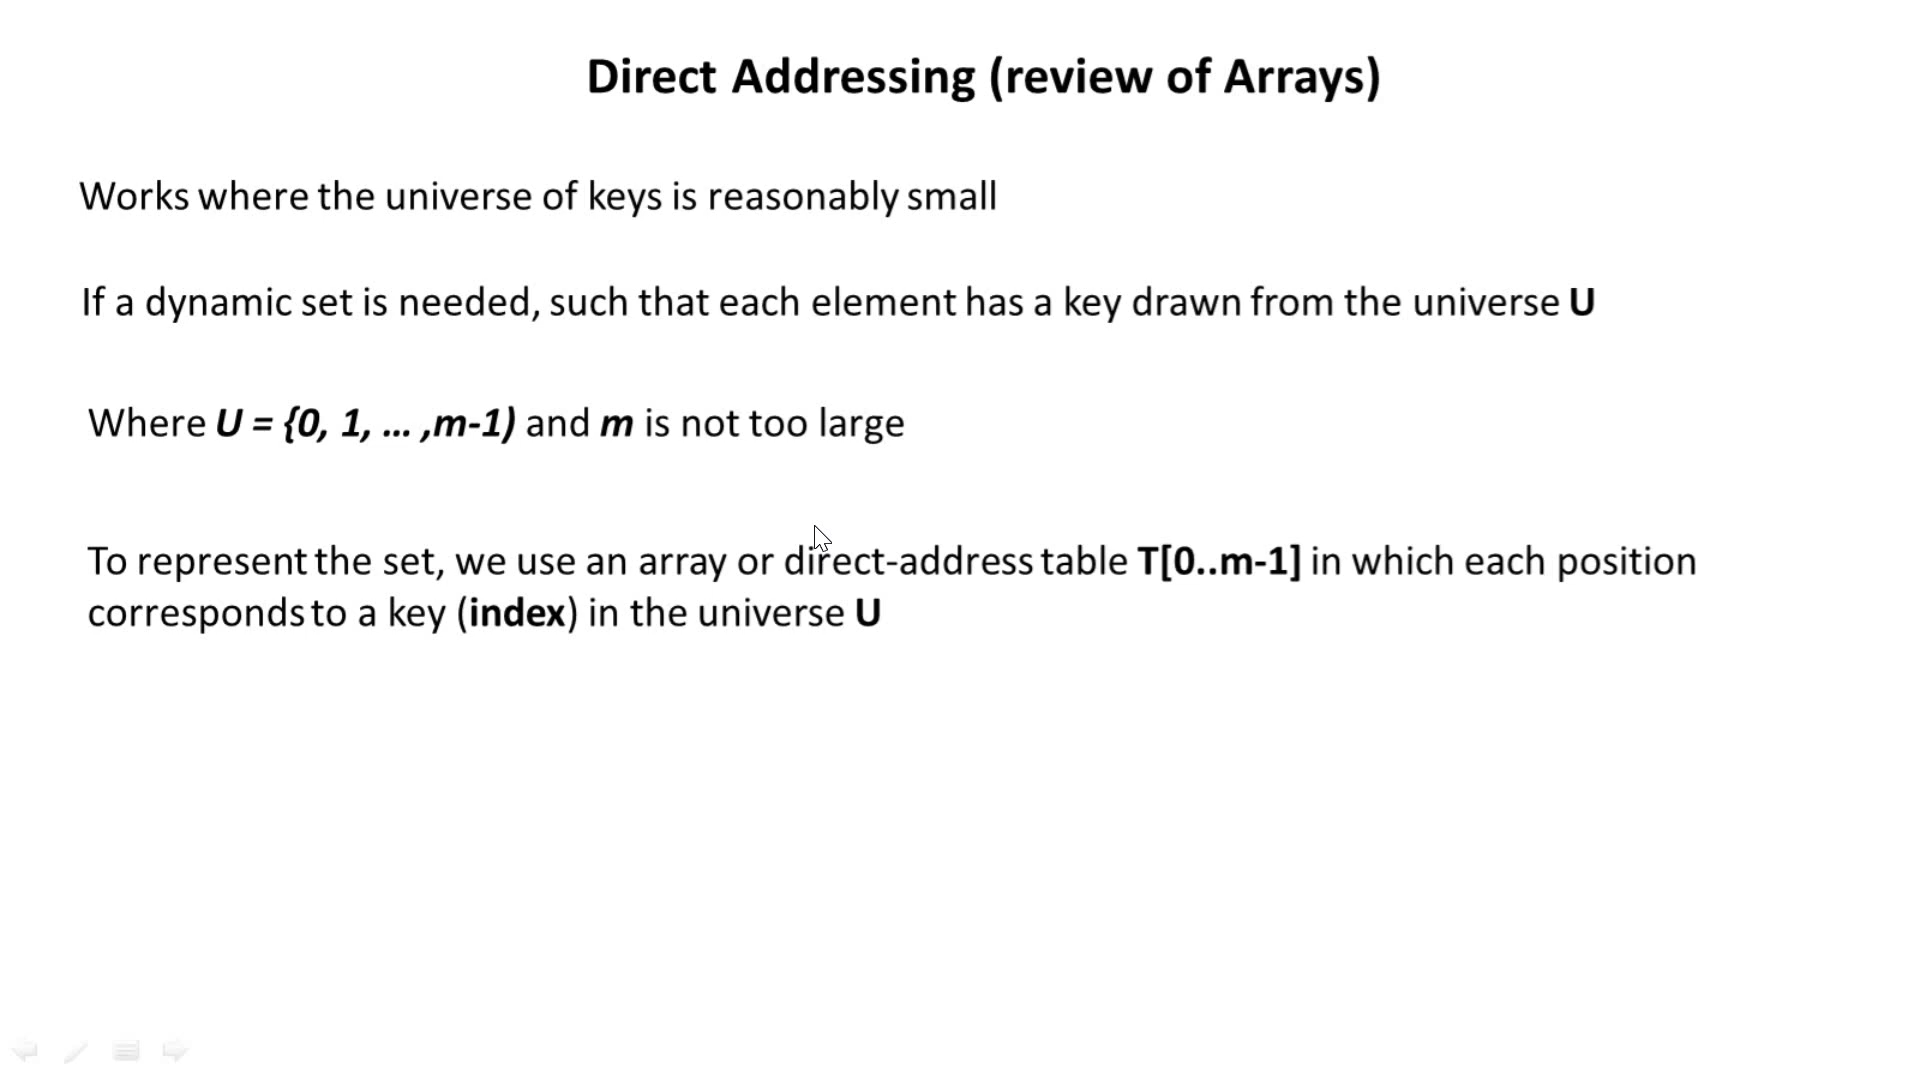 Direct Addressing (review of Arrays)
Works where the universe of keys is reasonably small
If a dynamic set is needed, such that each element has a key drawn from the universe U
Where U = {0, 1, … ,m-1) and m is not too large
To represent the set, we use an array or direct-address table T[0..m-1] in which each position
corresponds to a key (index) in the universe U